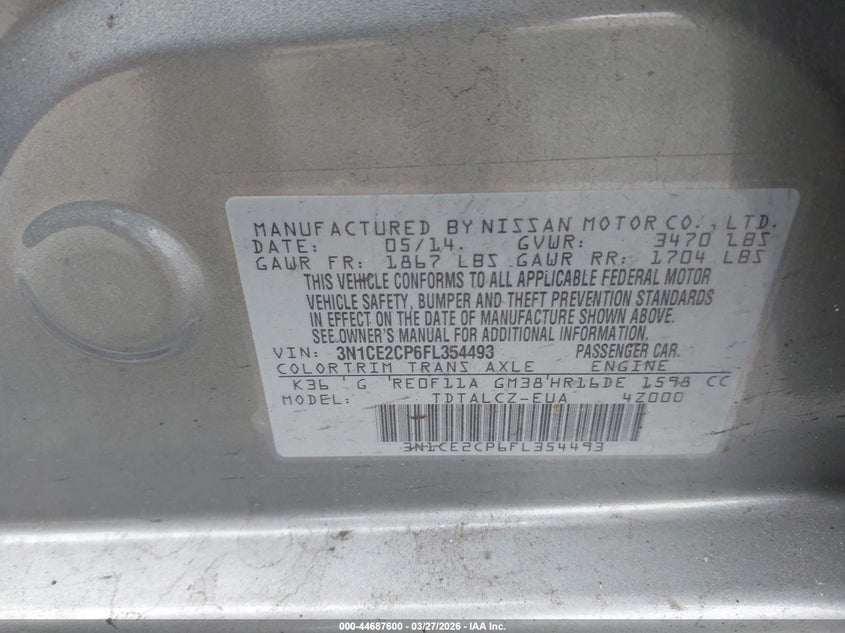 MANUFACTURED BY NISSAN MOTOR CO., LTD.
DATE: 05/14. GVWR: 3470 LBS
GAWR FR: 1867 LBS GAWR RR: 1704 LBS
THIS VEHICLE CONFORMS TO ALL APPLICABLE FEDERAL MOTOR
VEHICLE SAFETY, BUMPER AND THEFT PREVENTION STANDARDS
IN EFFECT ON THE DATE OF MANUFACTURE SHOWN ABOVE.
SEE OWNER'S MANUAL FOR ADDITIONAL INFORMATION.
VIN: 3N1CE2CP6FL354493 PASSENGER CAR.
COLOR TRIM TRANS AXLE ENGINE
K36 ' G 'RE0F11A GM38'HR16DE 1598 CC
MODEL: TDTALCZ-EUA 4Z000
3N1CE2CP6FL354493
000-44687600 - 03/27/2026 - IAA Inc.